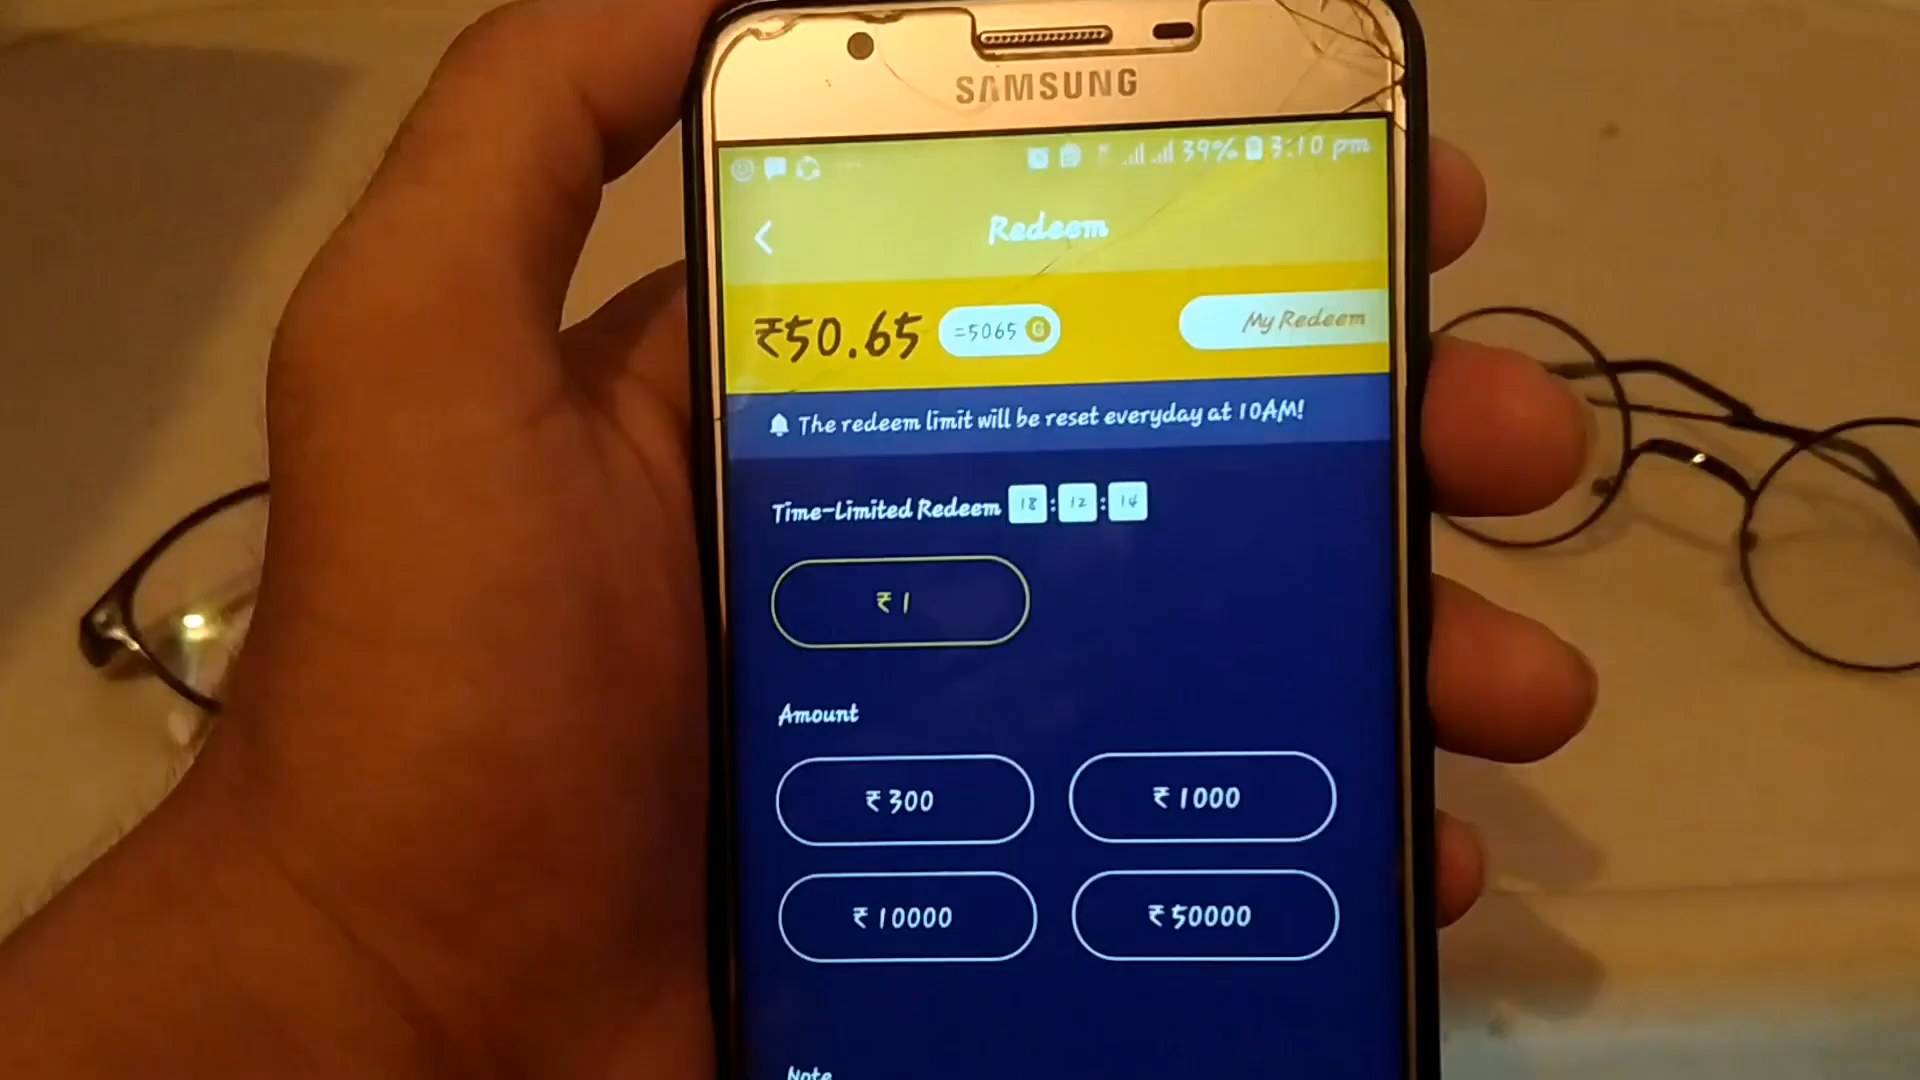 SAMSUNG
39% 3:10 pm
Redeem
₹50.65 =5065 G My Redeem
The redeem limit will be reset everyday at 10AM!
Time-Limited Redeem 18:12:14
₹ 1
Amount
₹ 300 ₹ 1000
₹ 10000 ₹ 50000
Note